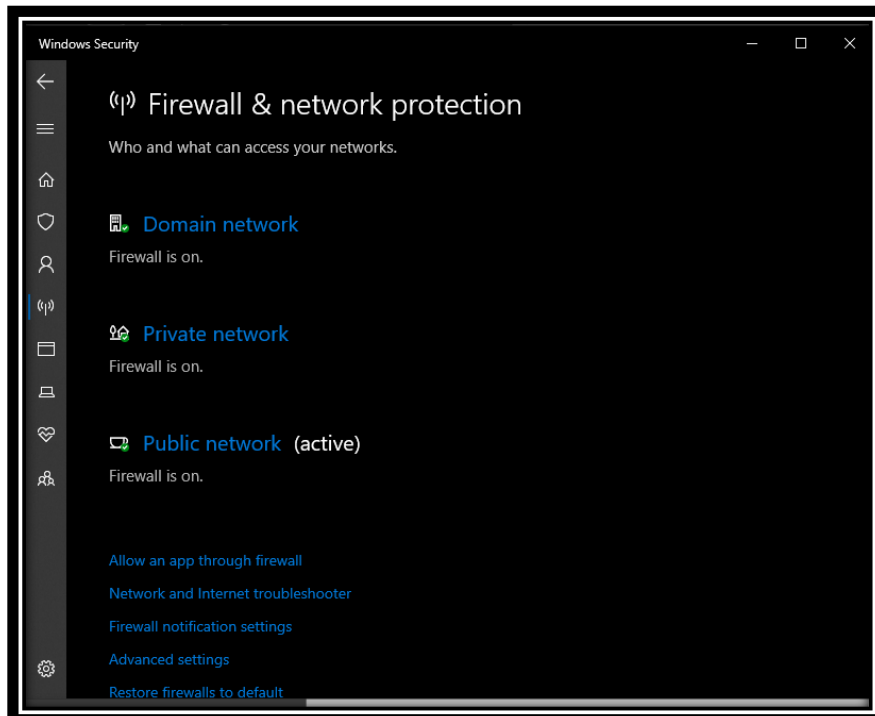 Windows Security
Firewall & network protection
Who and what can access your networks.
Domain network
Firewall is on.
Private network
Firewall is on.
Public network (active)
Firewall is on.
Allow an app through firewall
Network and Internet troubleshooter
Firewall notification settings
Advanced settings
Restore firewalls to default